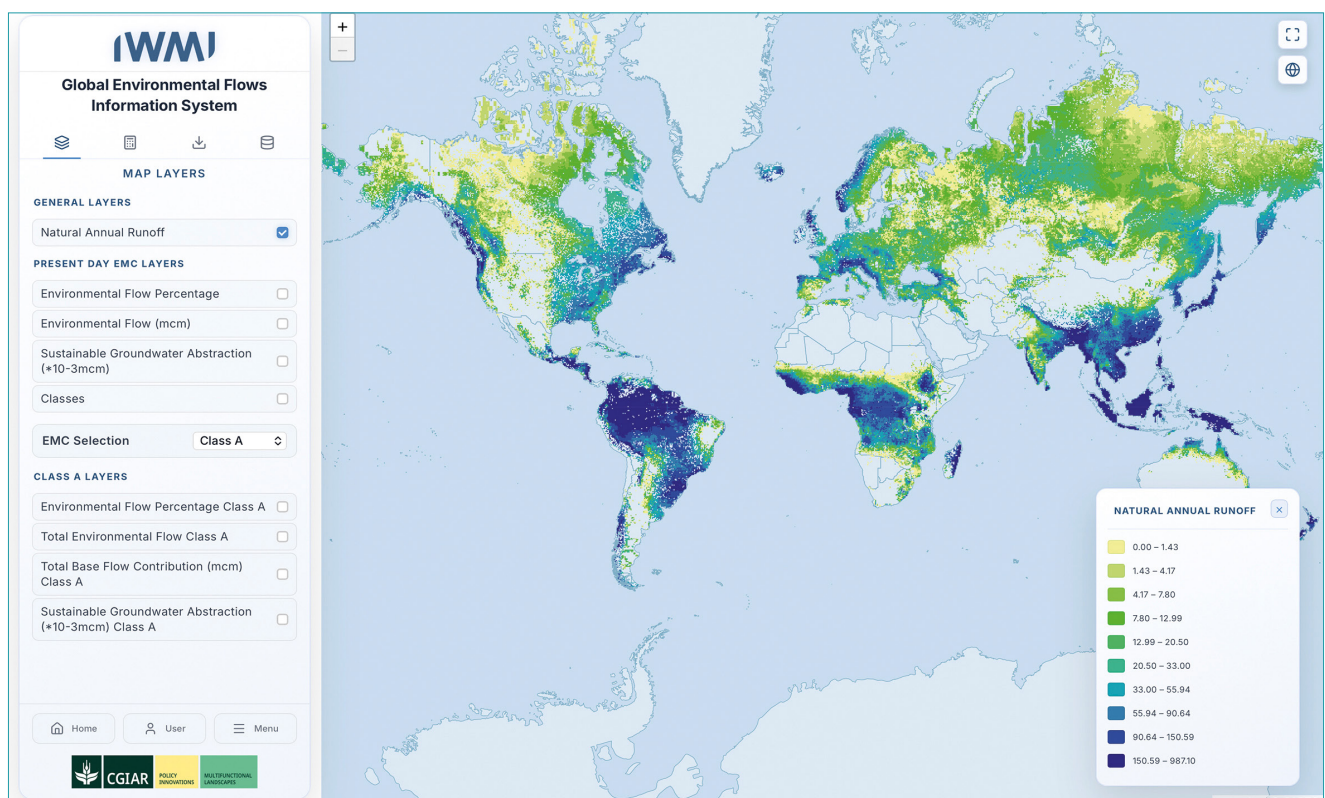 IWMI
Global Environmental Flows
Information System
MAP LAYERS
GENERAL LAYERS
Natural Annual Runoff
PRESENT DAY EMC LAYERS
Environmental Flow Percentage
Environmental Flow (mcm)
Sustainable Groundwater Abstraction
(*10-3mcm)
Classes
EMC Selection
Class A
CLASS A LAYERS
Environmental Flow Percentage Class A
Total Environmental Flow Class A
Total Base Flow Contribution (mcm)
Class A
Sustainable Groundwater Abstraction
(*10-3mcm) Class A
Home
User
Menu
CGIAR
POLICY
INNOVATIONS
MULTIFUNCTIONAL
LANDSCAPES
+
−
NATURAL ANNUAL RUNOFF
×
0.00 – 1.43
1.43 – 4.17
4.17 – 7.80
7.80 – 12.99
12.99 – 20.50
20.50 – 33.00
33.00 – 55.94
55.94 – 90.64
90.64 – 150.59
150.59 – 987.10